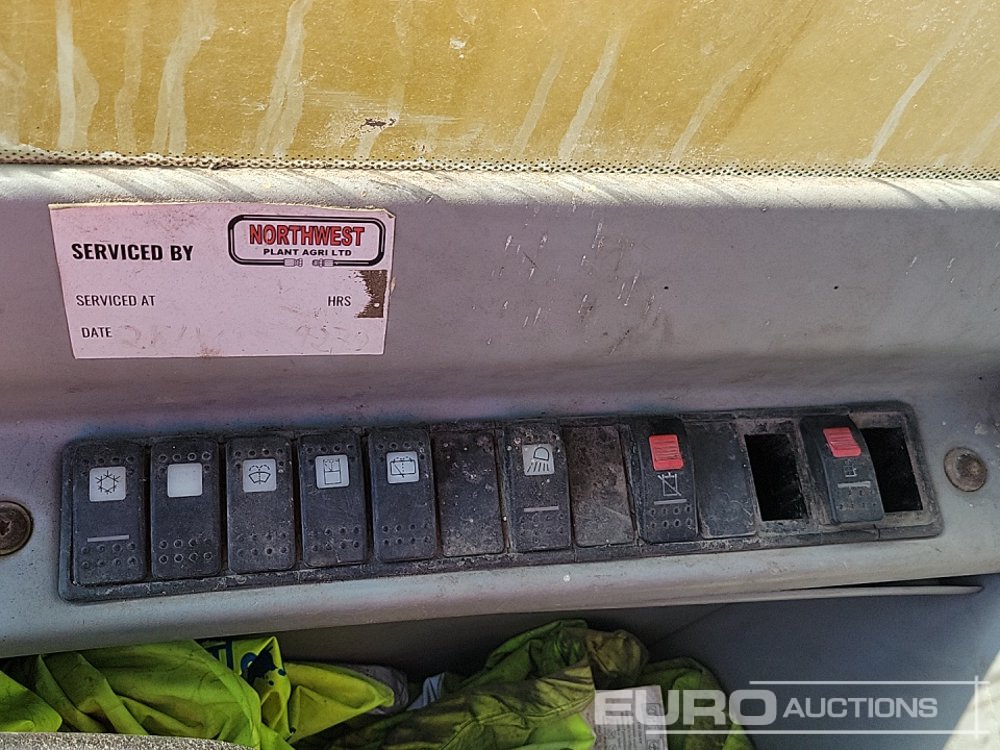 SERVICED BY
NORTHWEST
PLANT AGRI LTD
SERVICED AT HRS
DATE
EURO AUCTIONS